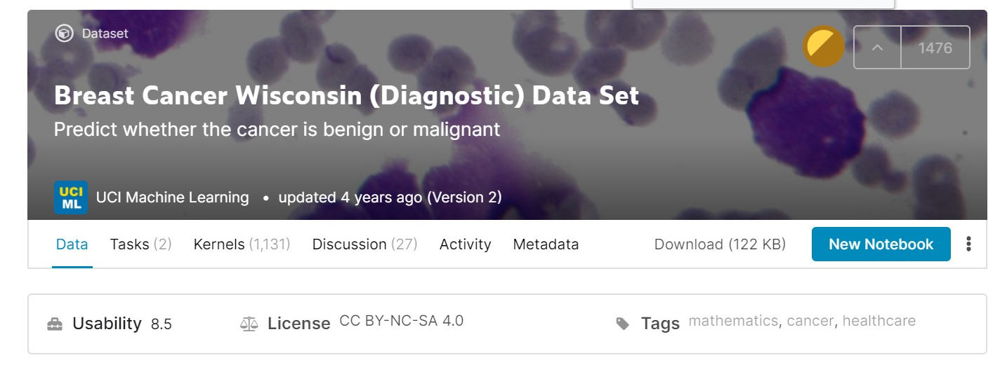 Dataset
1476
Breast Cancer Wisconsin (Diagnostic) Data Set
Predict whether the cancer is benign or malignant
UCI
ML
UCI Machine Learning • updated 4 years ago (Version 2)
Data Tasks (2) Kernels (1,131) Discussion (27) Activity Metadata Download (122 KB) New Notebook
Usability 8.5 License CC BY-NC-SA 4.0 Tags mathematics, cancer, healthcare